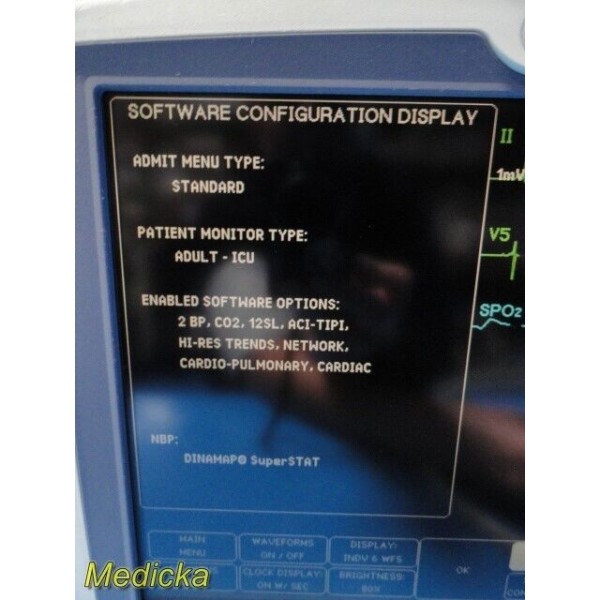 SOFTWARE CONFIGURATION DISPLAY
ADMIT MENU TYPE:
STANDARD
PATIENT MONITOR TYPE:
ADULT - ICU
ENABLED SOFTWARE OPTIONS:
2 BP, CO2, 12SL, ACI-TIPI,
HI-RES TRENDS, NETWORK,
CARDIO-PULMONARY, CARDIAC
NBP:
DINAMAP® SuperSTAT
II
1mV
V5
SPO2
MAIN
MENU
WAVEFORMS
ON / OFF
DISPLAY:
INDV 6 WFS
CLOCK DISPLAY:
ON W/ SEC
BRIGHTNESS:
80%
OK
Medicka